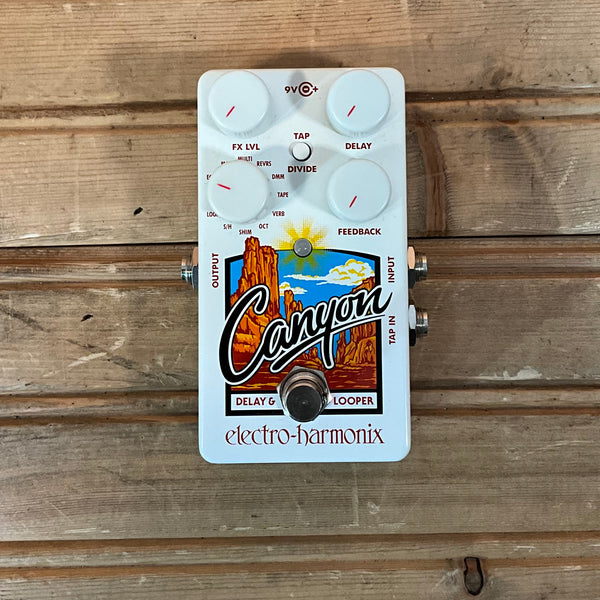 9V +
FX LVL
TAP
DIVIDE
DELAY
MULTI
REVRS
DMM
TAPE
VERB
OCT
SHIM
S/H
FEEDBACK
OUTPUT
INPUT
TAP IN
Canyon
DELAY & LOOPER
electro-harmonix